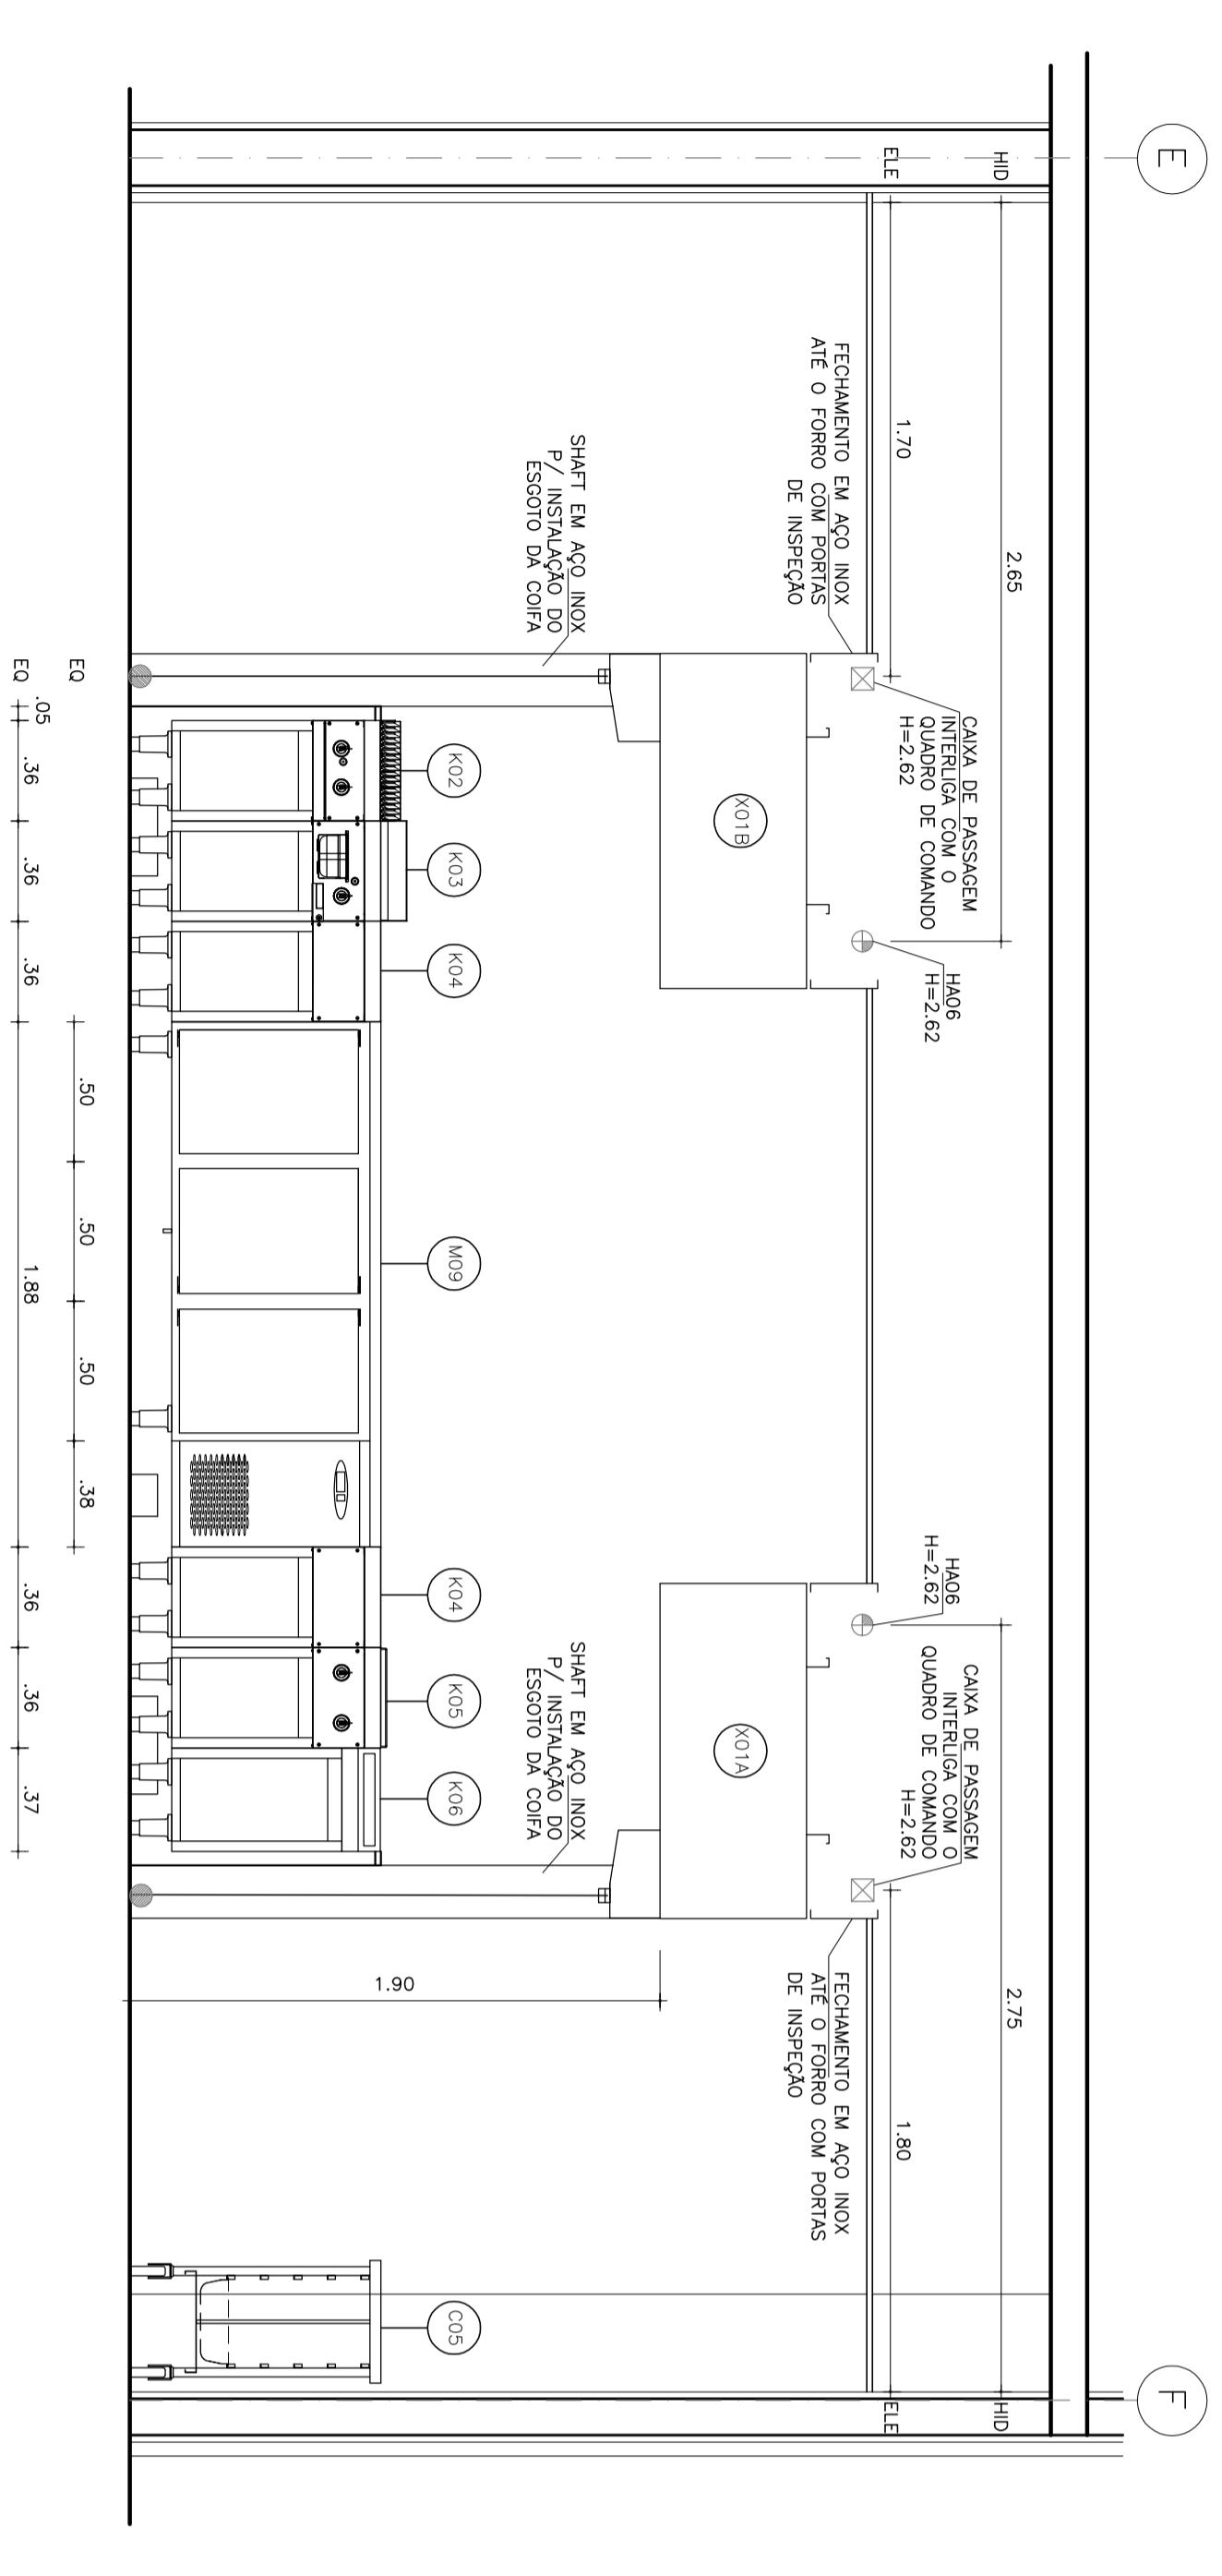 E
F
HID
2.65
2.75
HID
ELE
1.70
1.80
ELE
CAIXA DE PASSAGEM
INTERLIGA COM O
QUADRO DE COMANDO
H=2.62
HA06
H=2.62
HA06
H=2.62
CAIXA DE PASSAGEM
INTERLIGA COM O
QUADRO DE COMANDO
H=2.62
FECHAMENTO EM AÇO INOX
ATÉ O FORRO COM PORTAS
DE INSPEÇÃO
FECHAMENTO EM AÇO INOX
ATÉ O FORRO COM PORTAS
DE INSPEÇÃO
X01B
X01A
SHAFT EM AÇO INOX
P/ INSTALAÇÃO DO
ESGOTO DA COIFA
SHAFT EM AÇO INOX
P/ INSTALAÇÃO DO
ESGOTO DA COIFA
1.90
K02
K03
K04
M09
K04
K05
K06
C05
EQ
.50
.50
.50
.38
EQ
.05
.36
.36
.36
1.88
.36
.36
.37